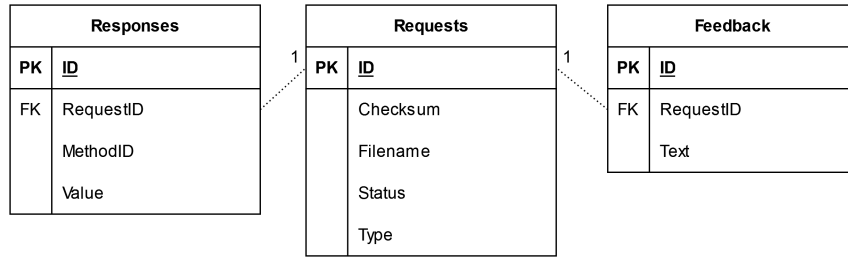 Responses
PK ID
FK RequestID
MethodID
Value
1
Requests
PK ID
Checksum
Filename
Status
Type
1
Feedback
PK ID
FK RequestID
Text